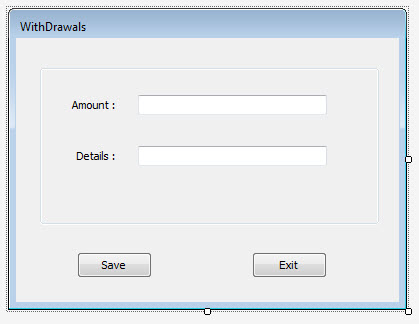 WithDrawals
Amount :
Details :
Save
Exit